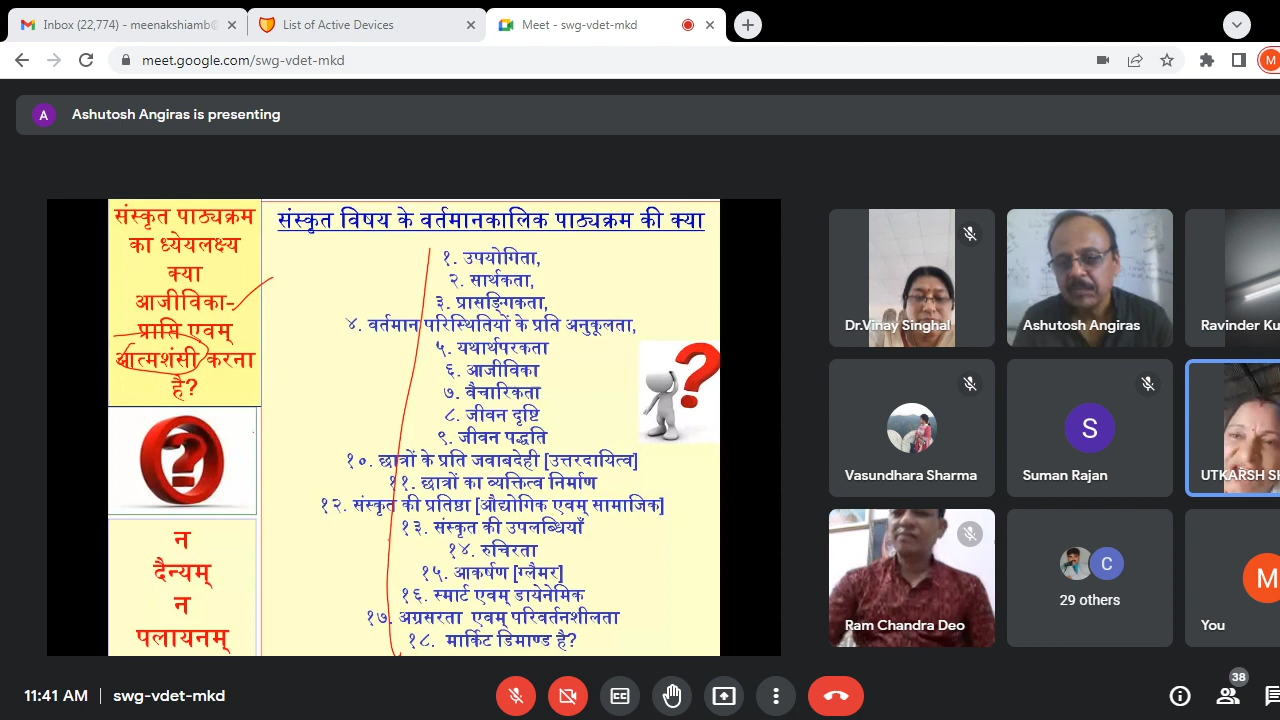 Inbox (22,774) - meenakshiamb@
List of Active Devices
Meet - swg-vdet-mkd
meet.google.com/swg-vdet-mkd
M
A
Ashutosh Angiras is presenting
संस्कृत पाठ्यक्रम
का ध्येयलक्ष्य
क्या
आजीविका-
प्राप्ति एवम्
आत्मशंसी करना
है?
न
दैन्यम्
न
पलायनम्
संस्कृत विषय के वर्तमानकालिक पाठ्यक्रम की क्या
१. उपयोगिता,
२. सार्थकता,
३. प्रासङ्गिकता,
४. वर्तमान परिस्थितियों के प्रति अनुकूलता,
५. यथार्थपरकता
६. आजीविका
७. वैचारिकता
८. जीवन दृष्टि
९. जीवन पद्धति
१०. छात्रों के प्रति जवाबदेही [उत्तरदायित्व]
११. छात्रों का व्यक्तित्व निर्माण
१२. संस्कृत की प्रतिष्ठा [औद्योगिक एवम् सामाजिक]
१३. संस्कृत की उपलब्धियाँ
१४. रुचिरता
१५. आकर्षण [ग्लैमर]
१६. स्मार्ट एवम् डायेनेमिक
१७. अग्रसरता एवम् परिवर्तनशीलता
१८. मार्किट डिमाण्ड है?
Dr.Vinay Singhal
Ashutosh Angiras
Ravinder Ku
Vasundhara Sharma
S
Suman Rajan
UTKARSH SH
Ram Chandra Deo
C
29 others
M
You
11:41 AM | swg-vdet-mkd
38